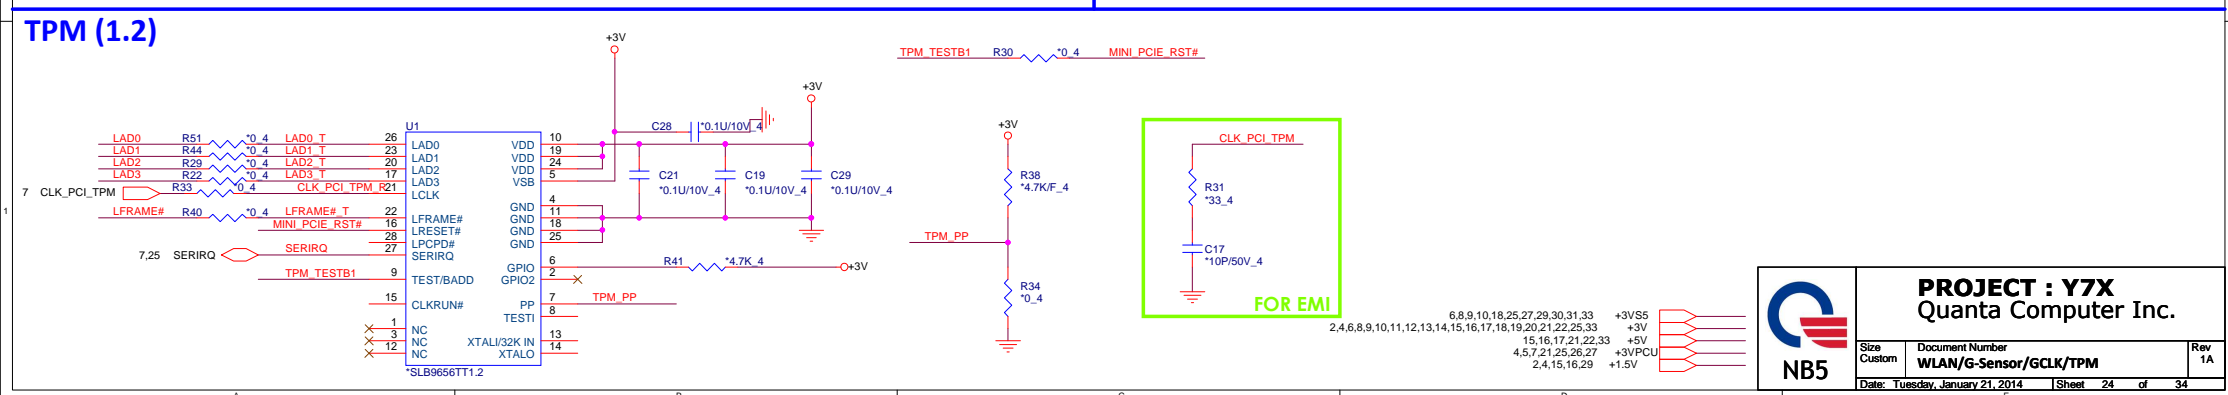 TPM (1.2)
+3V
TPM_TESTB1 R30 *0_4 MINI_PCIE_RST#
+3V
LAD0 R51 *0_4 LAD0_T 26
LAD1 R44 *0_4 LAD1_T 23
LAD2 R29 *0_4 LAD2_T 20
LAD3 R22 *0_4 LAD3_T 17
7 CLK_PCI_TPM R33 *0_4 CLK_PCI_TPM_R 21
LFRAME# R40 *0_4 LFRAME#_T 22
MINI_PCIE_RST# 16
28
7,25 SERIRQ SERIRQ 27
TPM_TESTB1 9
15
1
3
12
U1
LAD0
LAD1
LAD2
LAD3
LCLK
LFRAME#
LRESET#
LPCPD#
SERIRQ
TEST/BADD
CLKRUN#
NC
NC
NC
VDD 10
VDD 19
VDD 24
VSB 5
GND 4
GND 11
GND 18
GND 25
GPIO 6
GPIO2 2
PP 7 TPM_PP
TESTI 8
XTALI/32K IN 13
XTALO 14
*SLB9656TT1.2
C28 *0.1U/10V_4
C21
*0.1U/10V_4
C19
*0.1U/10V_4
C29
*0.1U/10V_4
R41 *4.7K_4 +3V
+3V
R38
*4.7K/F_4
TPM_PP
R34
*0_4
CLK_PCI_TPM
R31
*33_4
C17
*10P/50V_4
FOR EMI
6,8,9,10,18,25,27,29,30,31,33 +3VS5
2,4,6,8,9,10,11,12,13,14,15,16,17,18,19,20,21,22,25,33 +3V
15,16,17,21,22,33 +5V
4,5,7,21,25,26,27 +3VPCU
2,4,15,16,29 +1.5V
NB5
PROJECT : Y7X
Quanta Computer Inc.
Size
Custom
Document Number
WLAN/G-Sensor/GCLK/TPM
Rev
1A
Date: Tuesday, January 21, 2014 Sheet 24 of 34
1